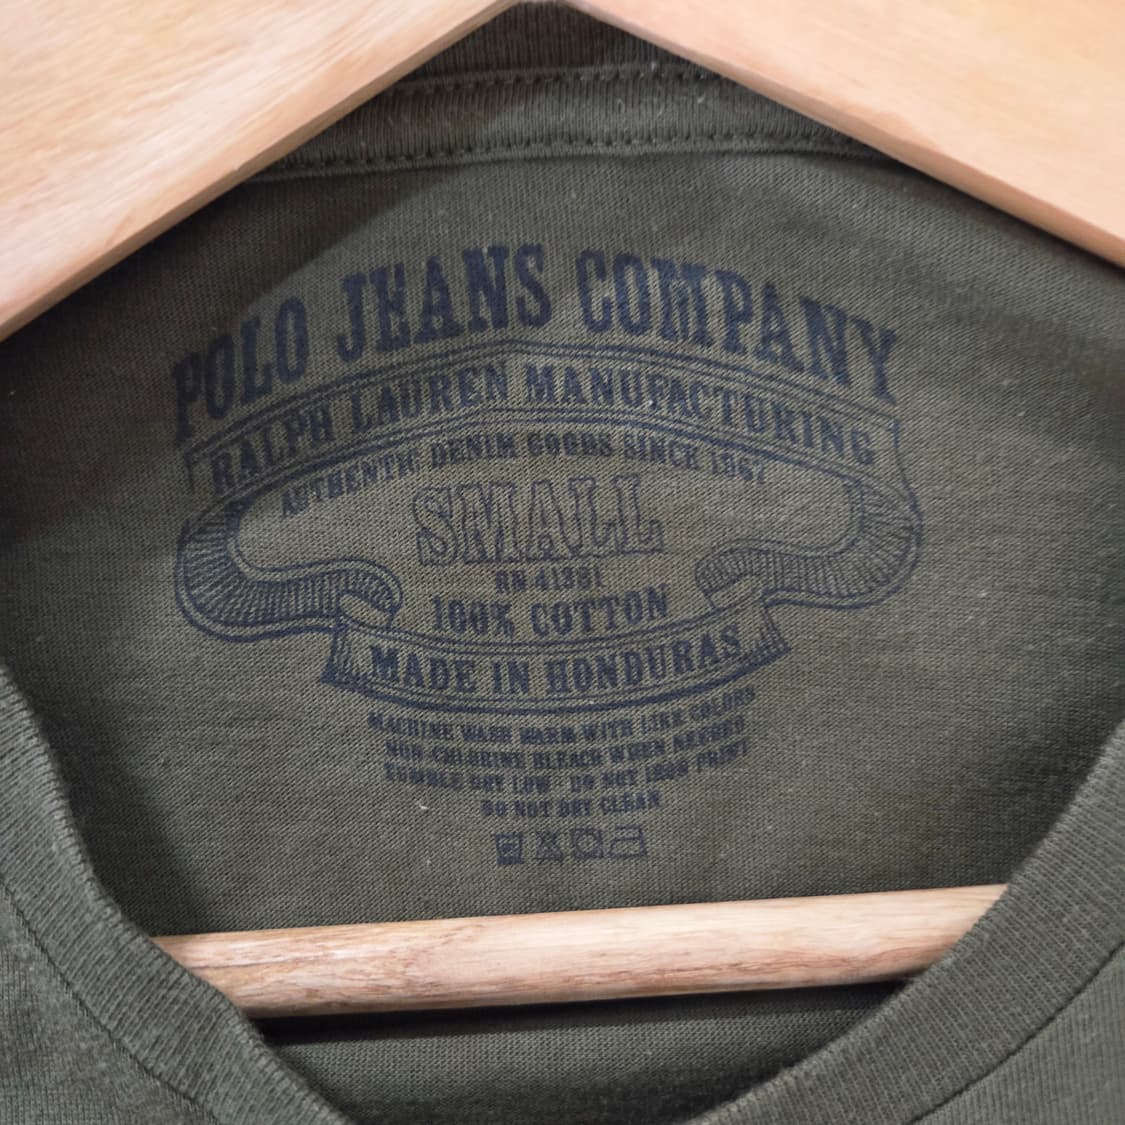 POLO JEANS COMPANY
RALPH LAUREN MANUFACTURING
AUTHENTIC DENIM GOODS SINCE 1967
SMALL
RN 41381
100% COTTON
MADE IN HONDURAS
MACHINE WASH WARM WITH LIKE COLORS
NON-CHLORINE BLEACH WHEN NEEDED
TUMBLE DRY LOW DO NOT IRON PRINT
DO NOT DRY CLEAN